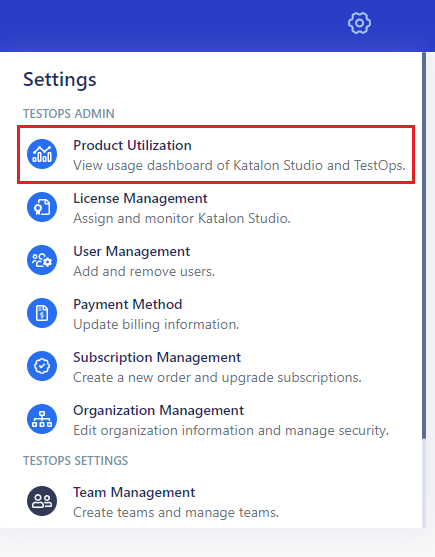 Settings
TESTOPS ADMIN
Product Utilization
View usage dashboard of Katalon Studio and TestOps.
License Management
Assign and monitor Katalon Studio.
User Management
Add and remove users.
Payment Method
Update billing information.
Subscription Management
Create a new order and upgrade subscriptions.
Organization Management
Edit organization information and manage security.
TESTOPS SETTINGS
Team Management
Create teams and manage teams.